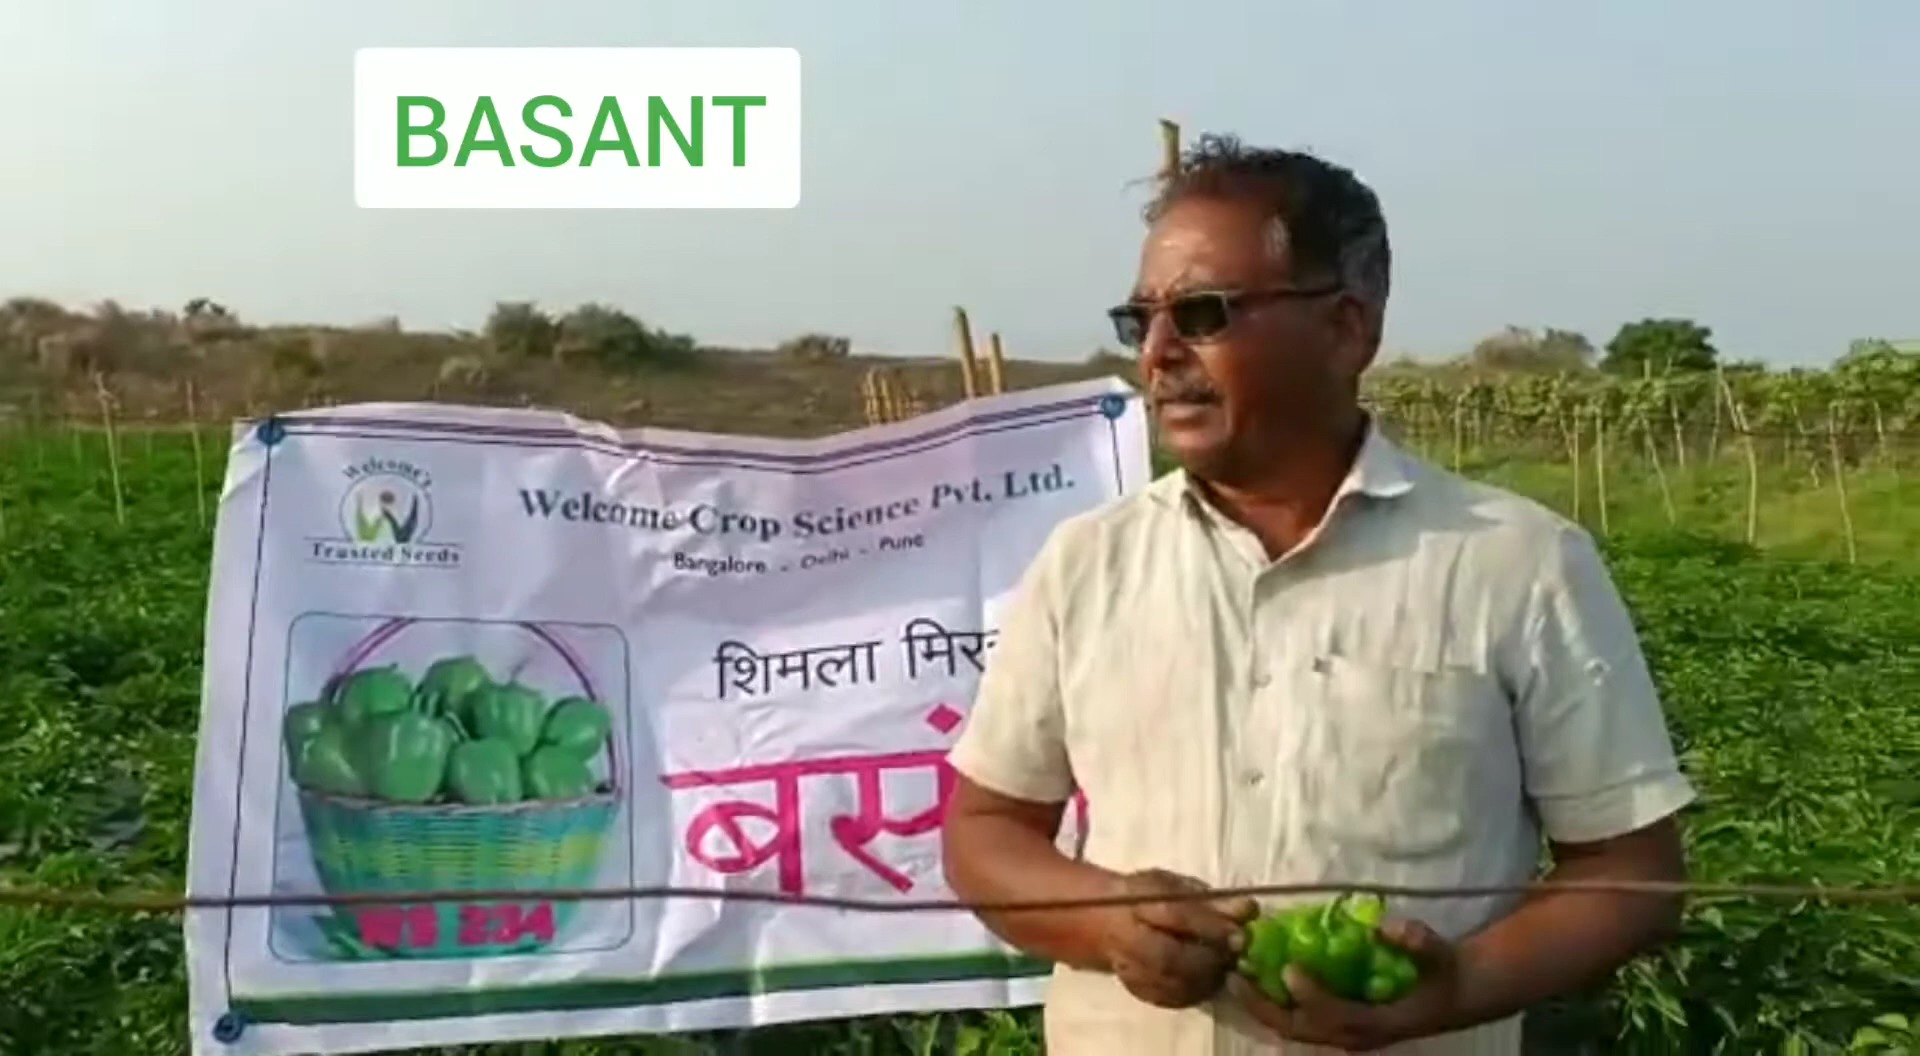 BASANT
Welcome's
Trusted Seeds
Welcome Crop Science Pvt. Ltd.
Bangalore - Delhi - Pune
शिमला
WS 234